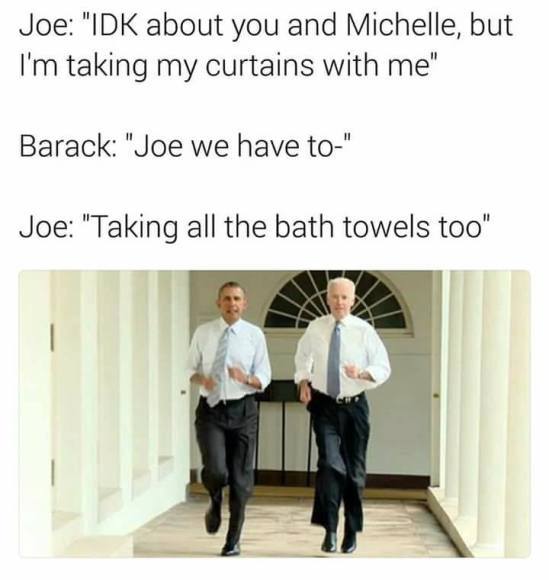 Joe: "IDK about you and Michelle, but
I'm taking my curtains with me"
Barack: "Joe we have to-"
Joe: "Taking all the bath towels too"